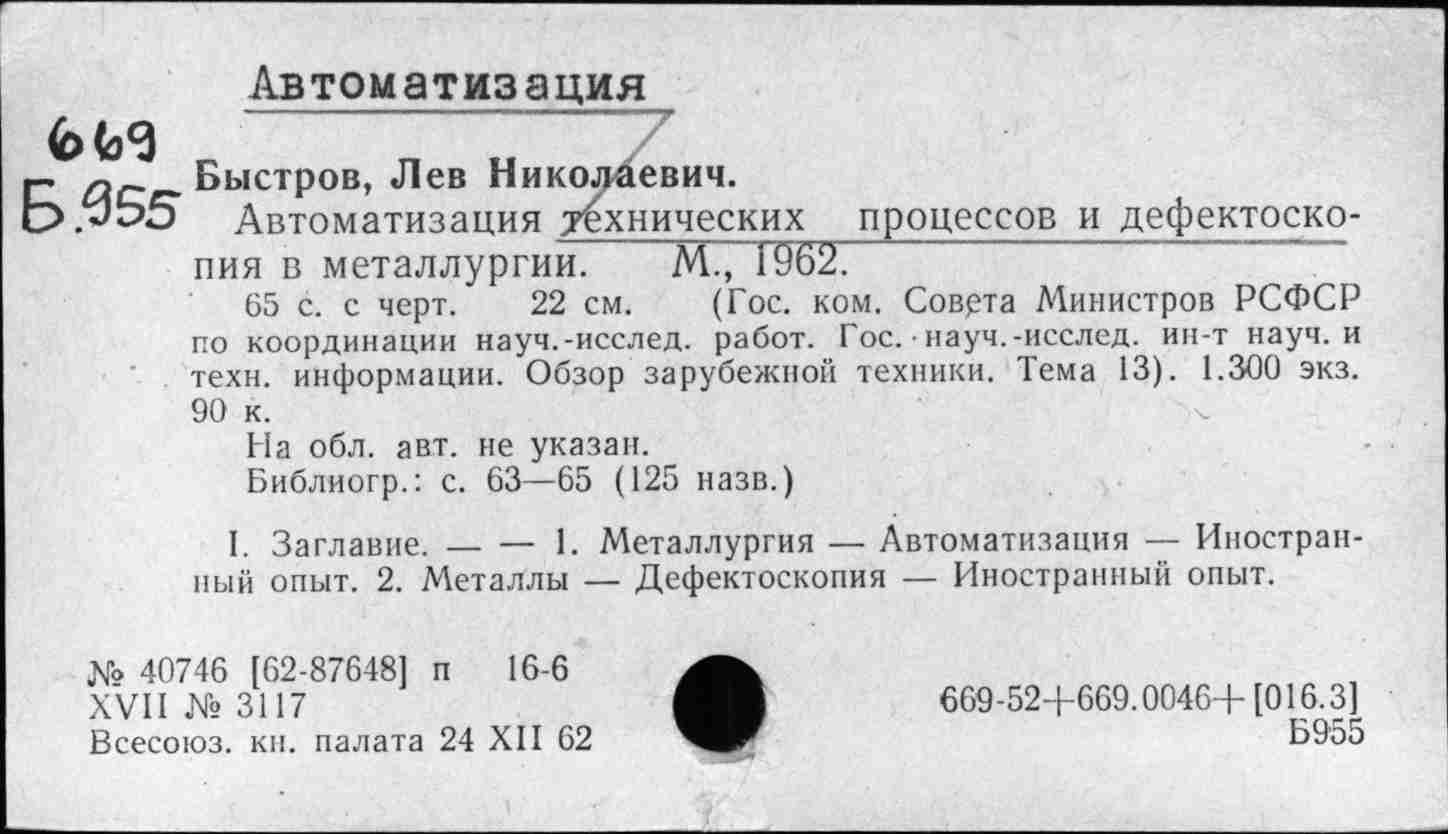 Автоматизация
669
Б.955
Быстров, Лев Николаевич.
Автоматизация технических процессов и дефектоско-
пия в металлургии. М., 1962.
65 с. с черт. 22 см. (Гос. ком. Совета Министров РСФСР
по координации науч.-исслед. работ. Гос. науч.-исслед. ин-т науч. и
техн. информации. Обзор зарубежной техники. Тема 13). 1.300 экз.
90 к.
На обл. авт. не указан.
Библиогр.: с. 63—65 (125 назв.)
I. Заглавие. — — 1. Металлургия — Автоматизация — Иностран-
ный опыт. 2. Металлы — Дефектоскопия — Иностранный опыт.
№ 40746 [62-87648] п 16-6
XVII № 3117
Всесоюз. кн. палата 24 XII 62
669-52+669.0046+[016.3]
Б955